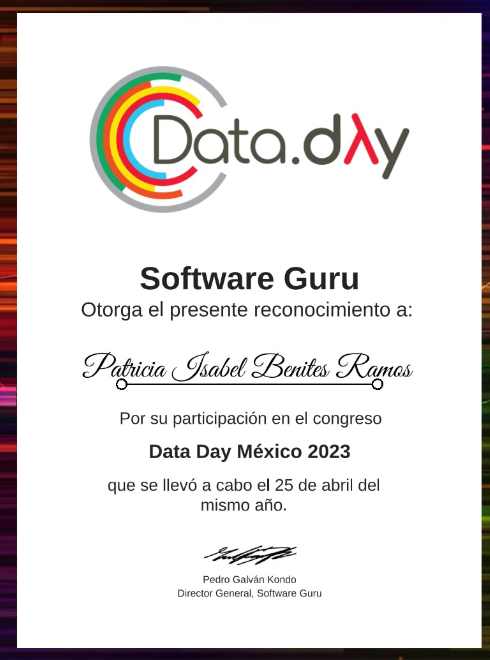 Data.day
Software Guru
Otorga el presente reconocimiento a:
Patricia Isabel Benites Ramos
Por su participación en el congreso
Data Day México 2023
que se llevó a cabo el 25 de abril del
mismo año.
Pedro Galván Kondo
Director General, Software Guru